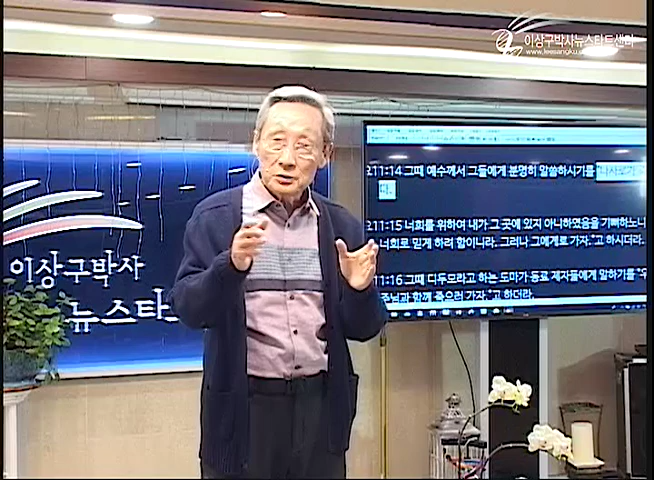 이상구박사뉴스타트센터
www.leesangku.
11:14 그때 예수께서 그들에게 분명히 말씀하시기를 "나사로가
다.
11:15 너희를 위하여 내가 그 곳에 있지 아니하였음을 기뻐하노니
너희로 믿게 하려 함이니라. 그러나 그에게로 가자."고 하시더라.
11:16 그때 디두모라고 하는 도마가 동료 제자들에게 말하기를 "우
주님과 함께 죽으러 가자."고 하더라.
이상구박사
뉴스타